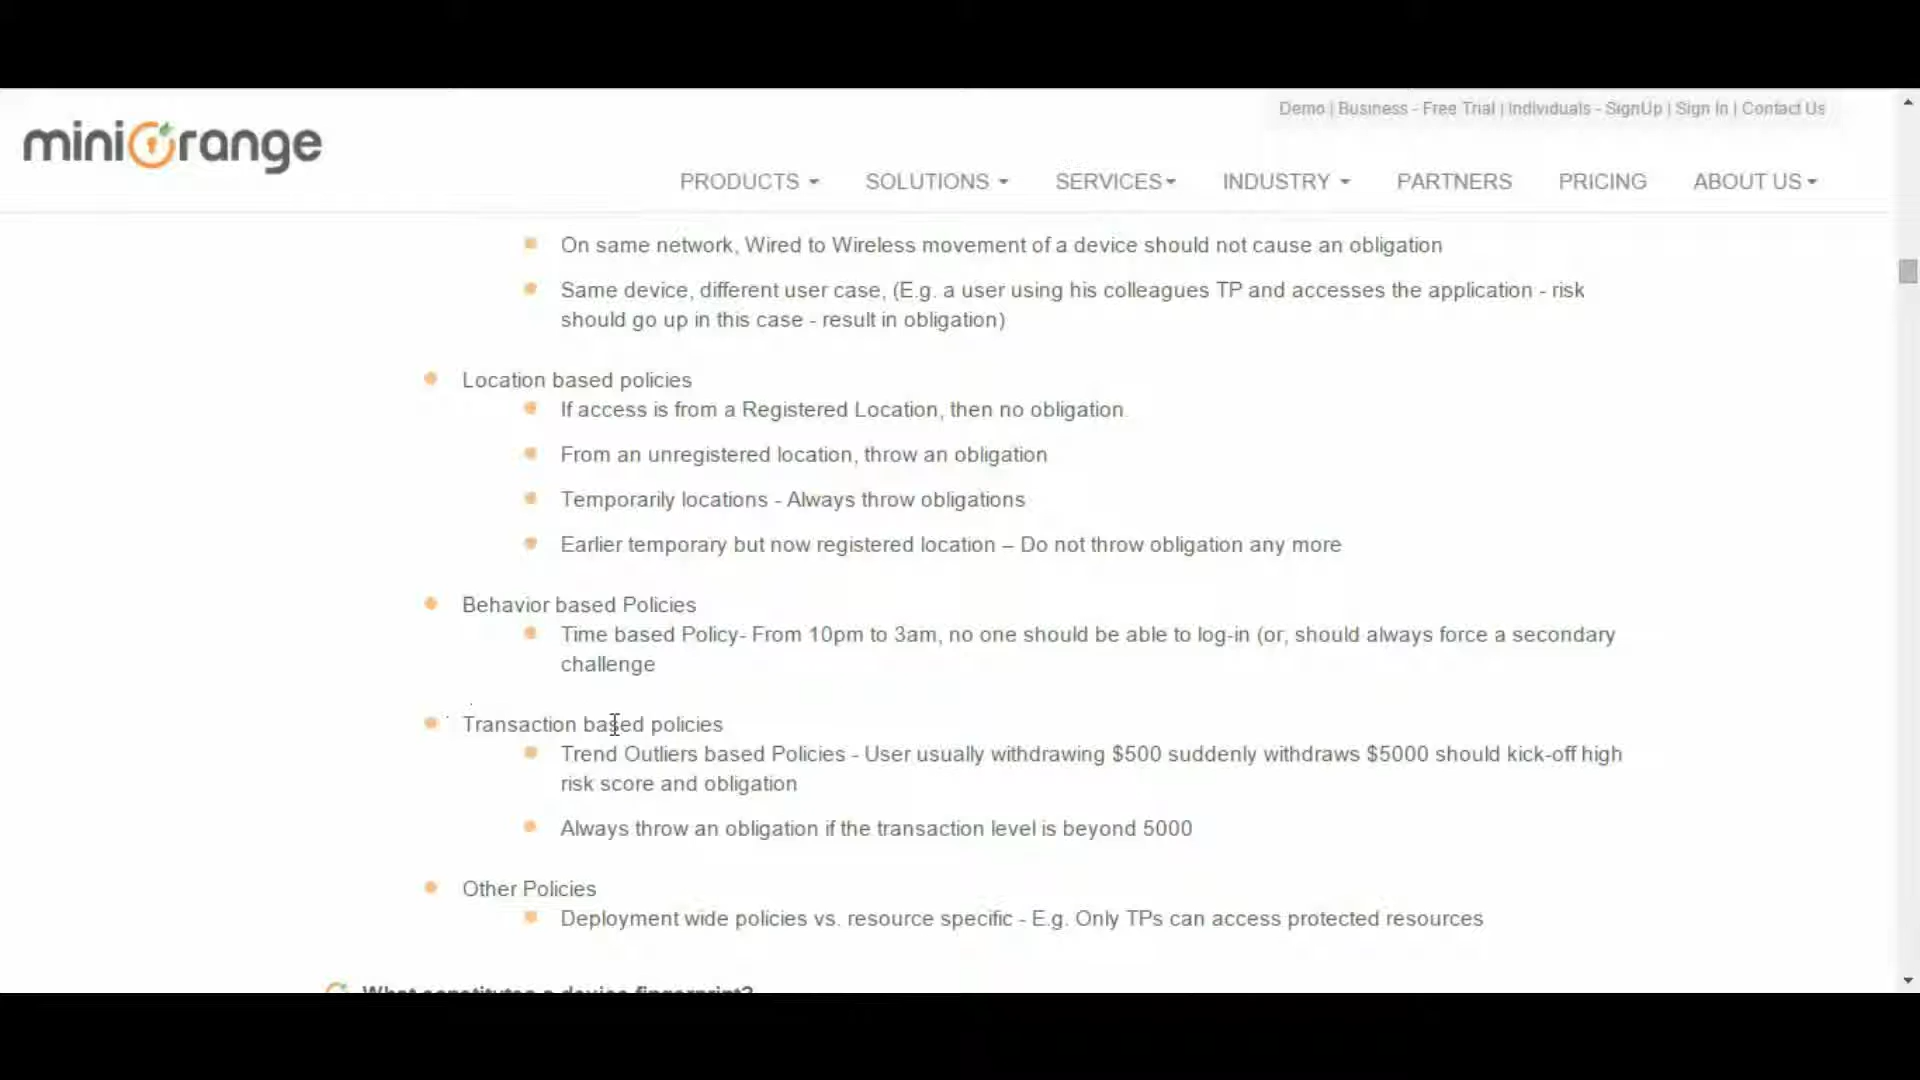 Demo | Business - Free Trial | Individuals - SignUp | Sign In | Contact Us
miniOrange
PRODUCTS SOLUTIONS SERVICES INDUSTRY PARTNERS PRICING ABOUT US
On same network, Wired to Wireless movement of a device should not cause an obligation
Same device, different user case, (E.g. a user using his colleagues TP and accesses the application - risk
should go up in this case - result in obligation)
Location based policies
If access is from a Registered Location, then no obligation.
From an unregistered location, throw an obligation
Temporarily locations - Always throw obligations
Earlier temporary but now registered location – Do not throw obligation any more
Behavior based Policies
Time based Policy- From 10pm to 3am, no one should be able to log-in (or, should always force a secondary
challenge
Transaction based policies
Trend Outliers based Policies - User usually withdrawing $500 suddenly withdraws $5000 should kick-off high
risk score and obligation
Always throw an obligation if the transaction level is beyond 5000
Other Policies
Deployment wide policies vs. resource specific - E.g. Only TPs can access protected resources
What constitutes a device fingerprint?